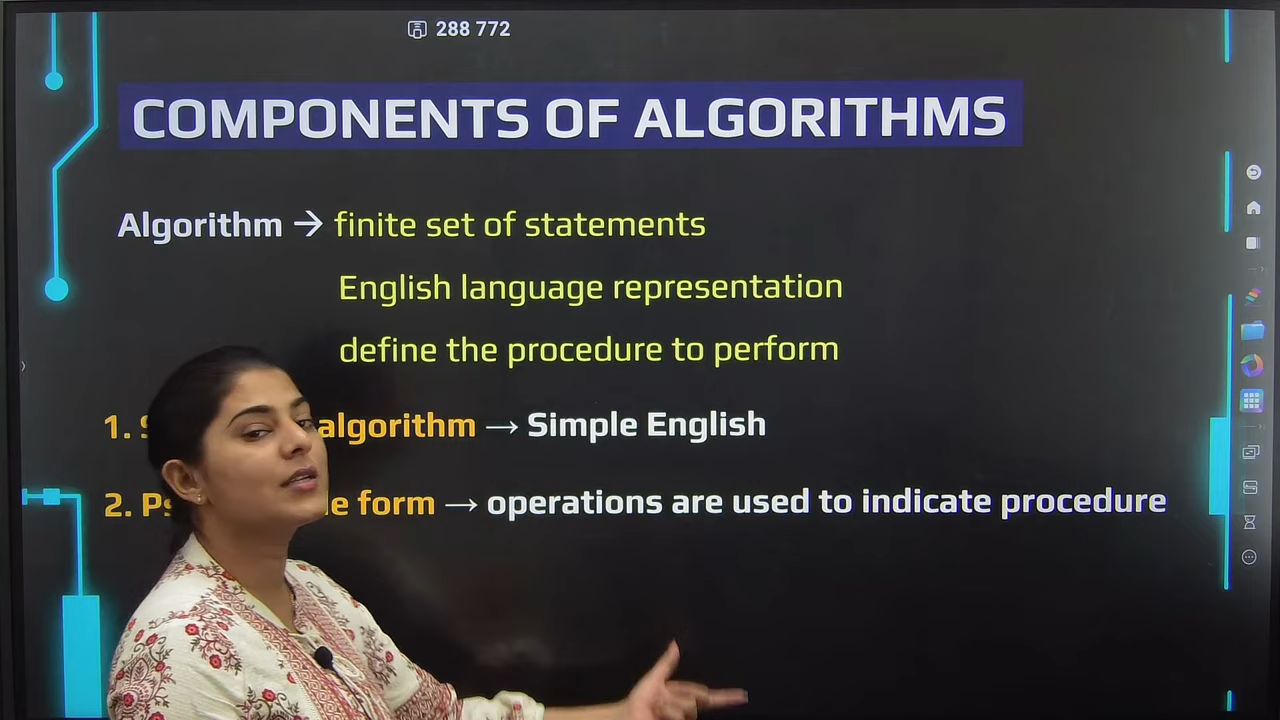 288 772
COMPONENTS OF ALGORITHMS
Algorithm → finite set of statements
English language representation
define the procedure to perform
1. algorithm → Simple English
2. form → operations are used to indicate procedure